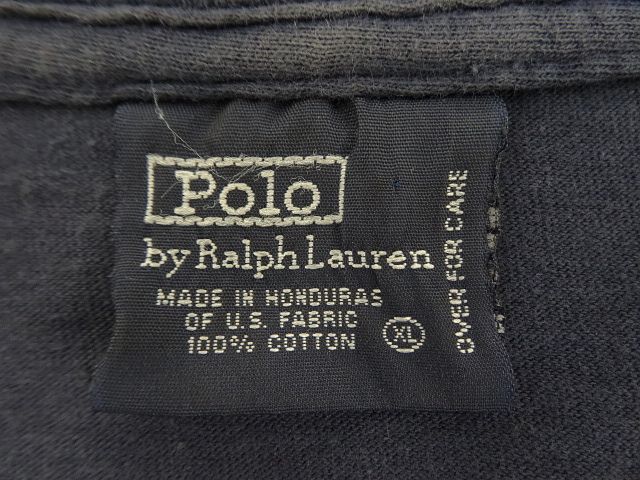 Polo
by Ralph Lauren
MADE IN HONDURAS
OF U.S. FABRIC
100% COTTON
XL
OVER FOR CARE